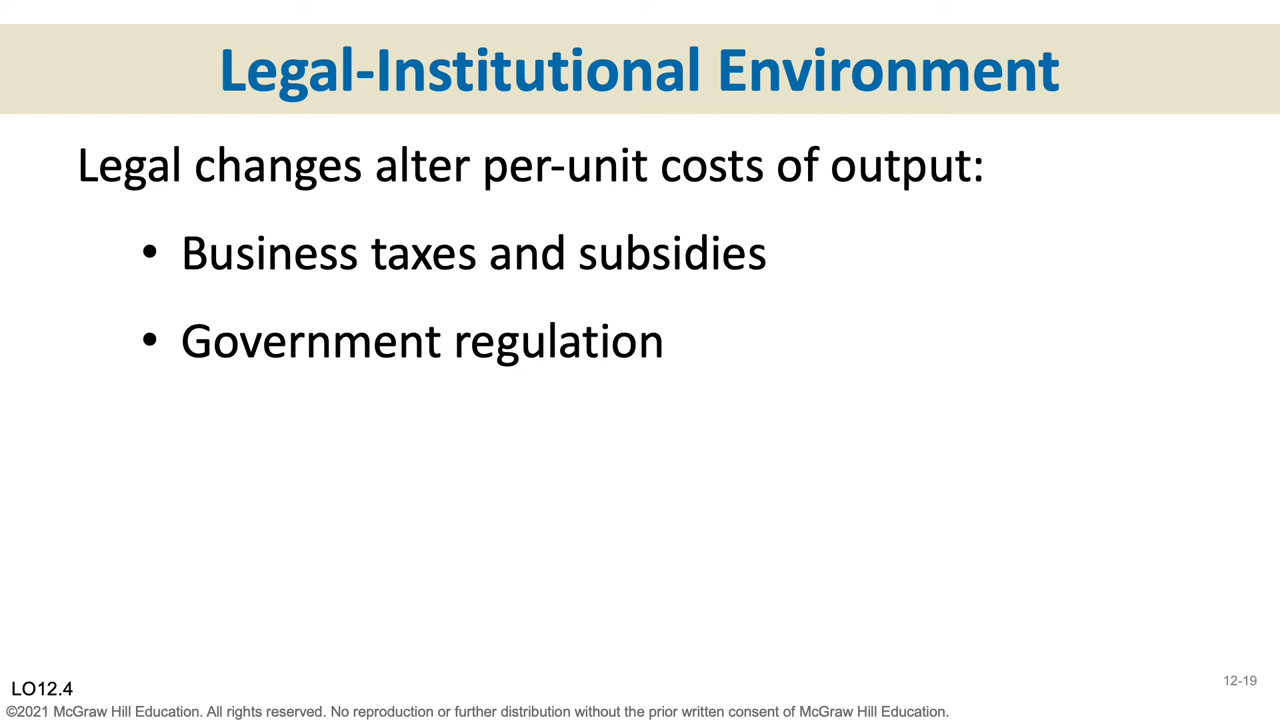 Legal-Institutional Environment
Legal changes alter per-unit costs of output:
• Business taxes and subsidies
• Government regulation
LO12.4
12-19
©2021 McGraw Hill Education. All rights reserved. No reproduction or further distribution without the prior written consent of McGraw Hill Education.